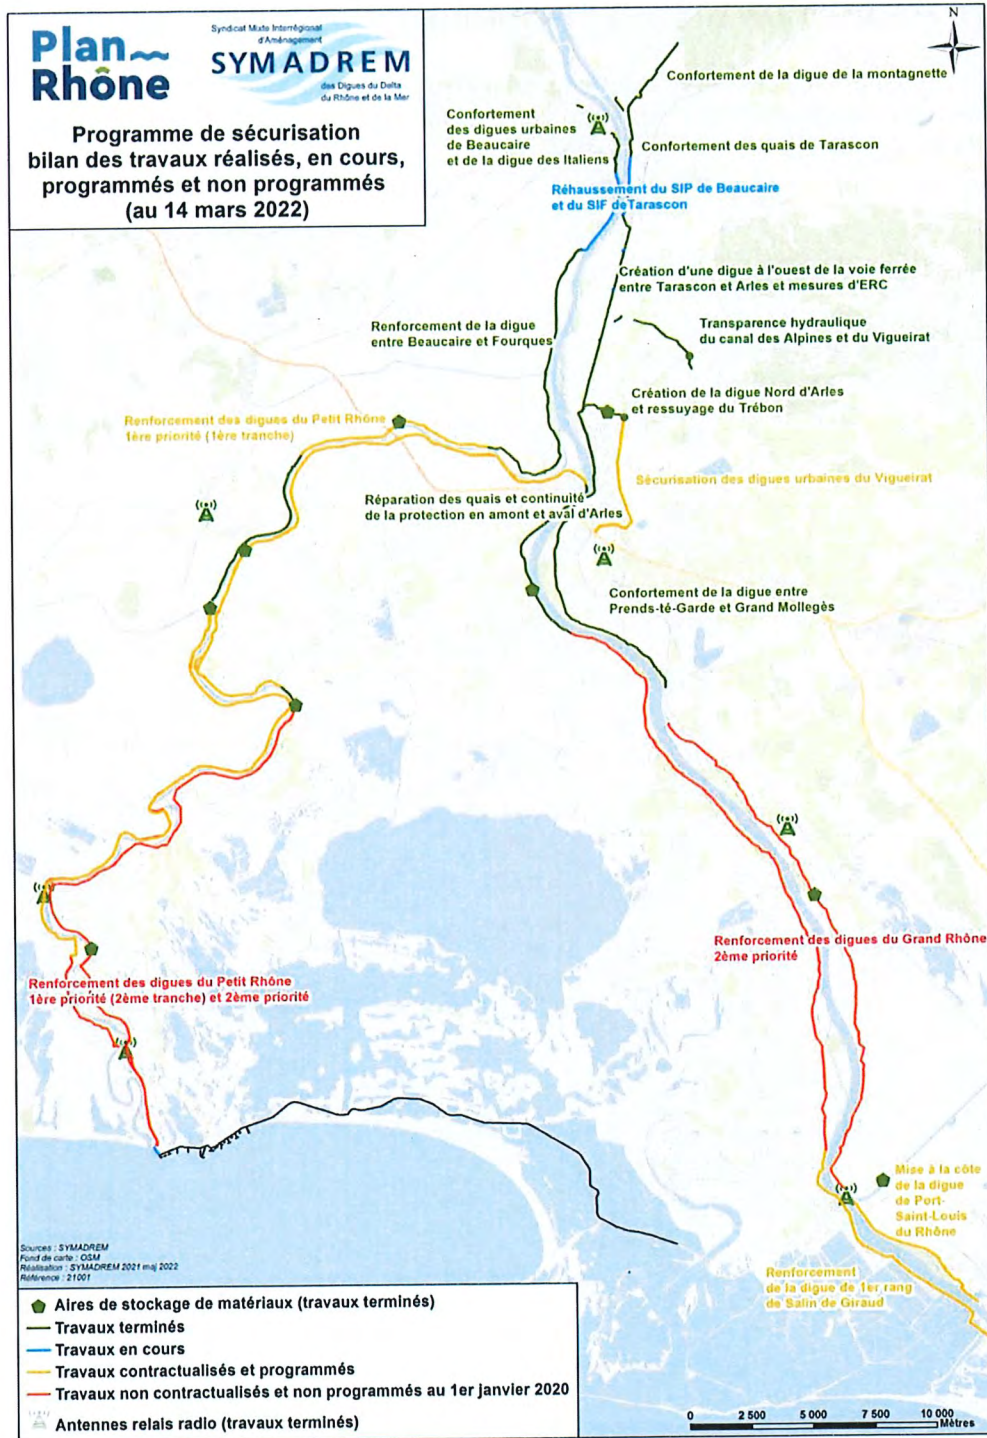 Plan
Rhône
Syndicat Mixte Interrégional
d'Aménagement
SYMADREM
des Digues du Delta
du Rhône et de la Mer
Programme de sécurisation
bilan des travaux réalisés, en cours,
programmés et non programmés
(au 14 mars 2022)
N
Confortement de la digue de la montagnette
Confortement
des digues urbaines
de Beaucaire
et de la digue des Italiens
Confortement des quais de Tarascon
Réhaussement du SIP de Beaucaire
et du SIF de Tarascon
Création d'une digue à l'ouest de la voie ferrée
entre Tarascon et Arles et mesures d'ERC
Renforcement de la digue
entre Beaucaire et Fourques
Transparence hydraulique
du canal des Alpines et du Vigueirat
Création de la digue Nord d'Arles
et ressuyage du Trébon
Renforcement des digues du Petit Rhône
1ère priorité (1ère tranche)
Sécurisation des digues urbaines du Vigueirat
Réparation des quais et continuité
de la protection en amont et aval d'Arles
Confortement de la digue entre
Prends-té-Garde et Grand Mollegès
Renforcement des digues du Grand Rhône
2ème priorité
Renforcement des digues du Petit Rhône
1ère priorité (2ème tranche) et 2ème priorité
Mise à la côte
de la digue
de Port-
Saint-Louis
du Rhône
Renforcement
de la digue de 1er rang
de Salin de Giraud
Sources : SYMADREM
Fond de carte : OSM
Réalisation : SYMADREM 2021 maj 2022
Référence : 21001
Aires de stockage de matériaux (travaux terminés)
Travaux terminés
Travaux en cours
Travaux contractualisés et programmés
Travaux non contractualisés et non programmés au 1er janvier 2020
Antennes relais radio (travaux terminés)
0 2 500 5 000 7 500 10 000
Mètres